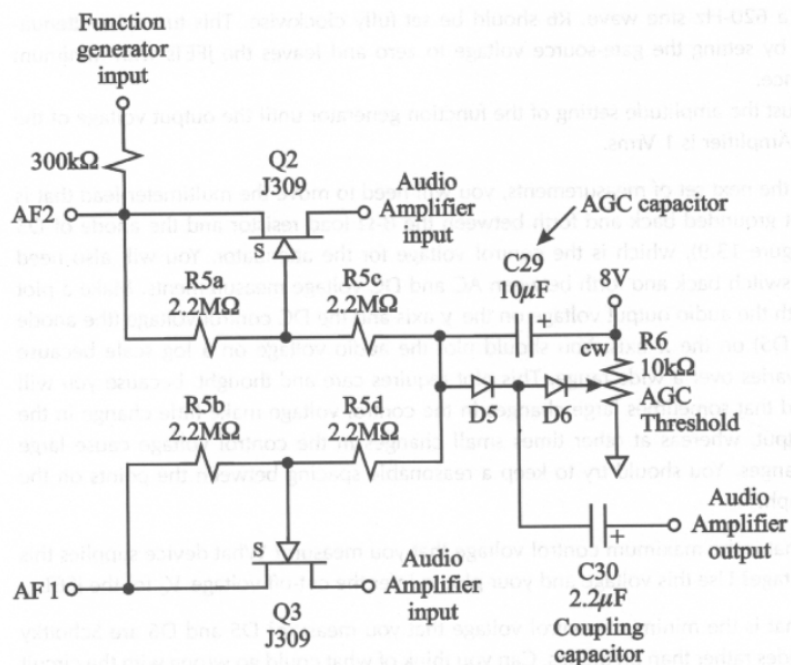 Function
generator
input
300kΩ
Q2
J309
Audio
Amplifier
input
AF2
S
AGC capacitor
C29
10μF
+
8V
R5a
2.2MΩ
R5c
2.2MΩ
cw
R6
10kΩ
AGC
Threshold
D5
D6
R5b
2.2MΩ
R5d
2.2MΩ
S
Audio
Amplifier
output
+
C30
2.2μF
Coupling
capacitor
AF1
Q3
J309
Audio
Amplifier
input